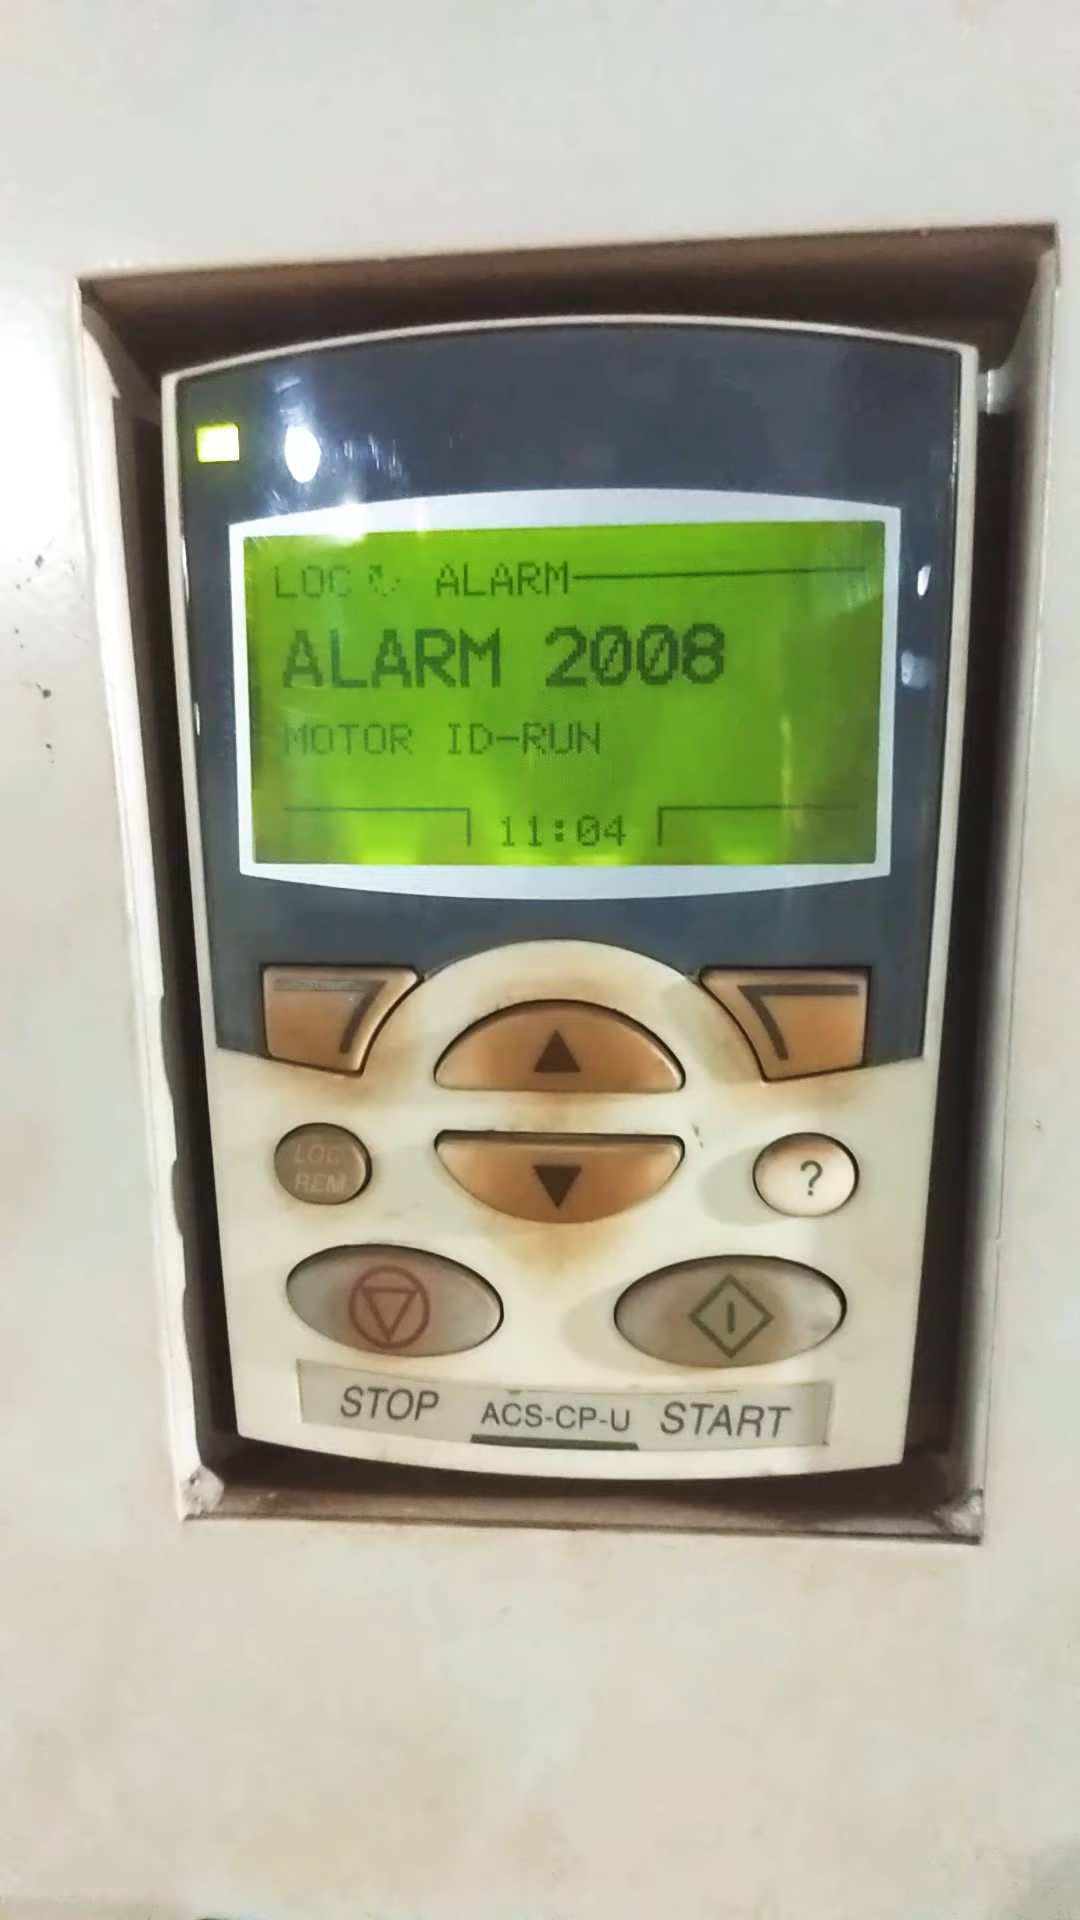 LOC ↻ ALARM
ALARM 2008
MOTOR ID-RUN
11:04
LOC
REM
?
STOP ACS-CP-U START